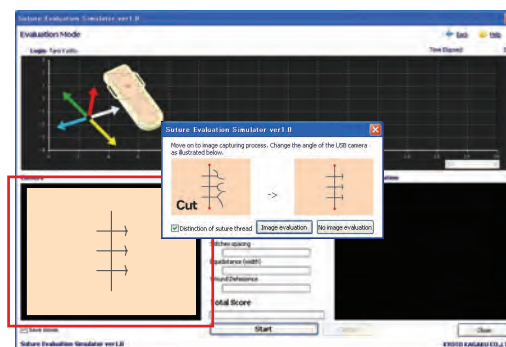 Suture Evaluation Simulator ver1.0
Evaluation Mode
Back
Help
Login
Time Elapsed
Suture Evaluation Simulator ver1.0
Move on to image capturing process. Change the angle of the USB camera
as illustrated below.
Cut
->
Distinction of suture thread
Image evaluation
No image evaluation
Stitches spacing
Equidistance (width)
Wound Dehiscence
Total Score
Start
Close
Suture Evaluation Simulator ver1.0
KYOTO KAGAKU CO.,L